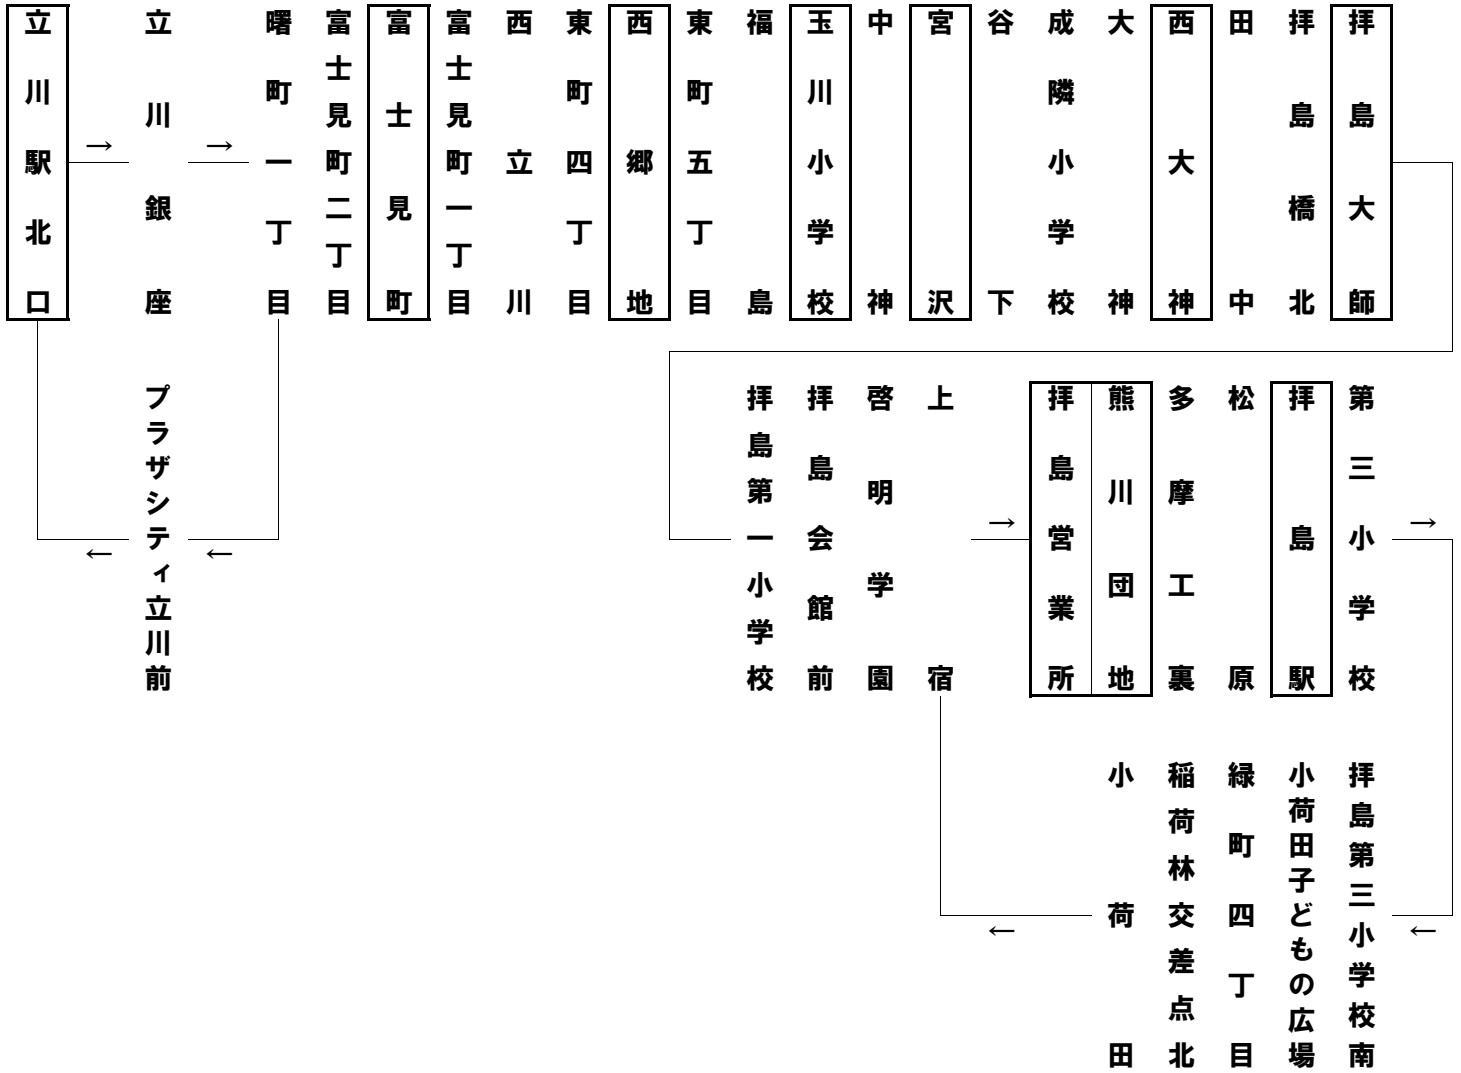 立川駅北口
→
立川銀座
→
曙町一丁目
富士見町二丁目
富士見町
富士見町一丁目
西立川
東町四丁目
西郷地
東町五丁目
福島
玉川小学校
中神
宮沢
谷下
成隣小学校
大神
西大神
田中
拝島橋北
拝島大師
←
プラザシティ立川前
←
拝島第一小学校
拝島会館前
啓明学園
上宿
→
拝島営業所
熊川団地
多摩工裏
松原
拝島駅
第三小学校
→
←
小荷田
稲荷林交差点北
緑町四丁目
小荷田子どもの広場
拝島第三小学校南
←